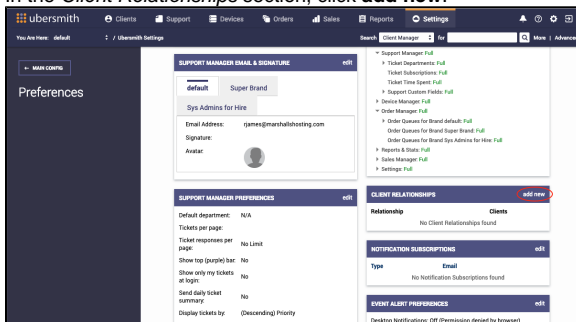 In the Client Relationships section, click add new.
ubersmith
Clients
Support
Devices
Orders
Sales
Reports
Settings
You Are Here: default / Ubersmith Settings
Search Client Manager for
More | Advanced
← MAIN CONFIG
Preferences
SUPPORT MANAGER EMAIL & SIGNATURE edit
default
Super Brand
Sys Admins for Hire
Email Address: rjames@marshallshosting.com
Signature:
Avatar:
SUPPORT MANAGER PREFERENCES edit
Default department: N/A
Tickets per page:
Ticket responses per page: No Limit
Show top (purple) bar: No
Show only my tickets at login: No
Send daily ticket summary: No
Display tickets by: (Descending) Priority
Support Manager: Full
Ticket Departments: Full
Ticket Subscriptions: Full
Ticket Time Spent: Full
Support Custom Fields: Full
Device Manager: Full
Order Manager: Full
Order Queues for Brand default: Full
Order Queues for Brand Super Brand: Full
Order Queues for Brand Sys Admins for Hire: Full
Reports & Stats: Full
Sales Manager: Full
Settings: Full
CLIENT RELATIONSHIPS add new
Relationship Clients
No Client Relationships found
NOTIFICATION SUBSCRIPTIONS edit
Type Email
No Notification Subscriptions found
EVENT ALERT PREFERENCES edit
Desktop Notifications: Off (Permission denied by browser)